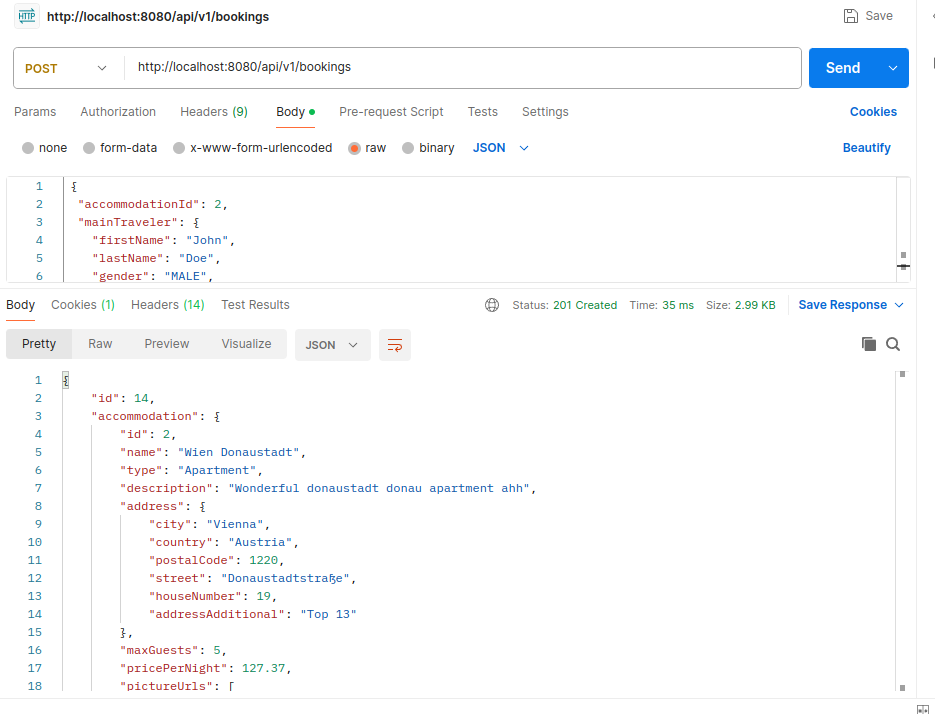 HTTP http://localhost:8080/api/v1/bookings Save
POST http://localhost:8080/api/v1/bookings Send
Params Authorization Headers (9) Body Pre-request Script Tests Settings Cookies
none form-data x-www-form-urlencoded raw binary JSON Beautify
1 {
2 "accommodationId": 2,
3 "mainTraveler": {
4 "firstName": "John",
5 "lastName": "Doe",
6 "gender": "MALE",
Body Cookies (1) Headers (14) Test Results Status: 201 Created Time: 35 ms Size: 2.99 KB Save Response
Pretty Raw Preview Visualize JSON
1 {
2 "id": 14,
3 "accommodation": {
4 "id": 2,
5 "name": "Wien Donaustadt",
6 "type": "Apartment",
7 "description": "Wonderful donaustadt donau apartment ahh",
8 "address": {
9 "city": "Vienna",
10 "country": "Austria",
11 "postalCode": 1220,
12 "street": "Donaustadtstraße",
13 "houseNumber": 19,
14 "addressAdditional": "Top 13"
15 },
16 "maxGuests": 5,
17 "pricePerNight": 127.37,
18 "pictureUrls": [